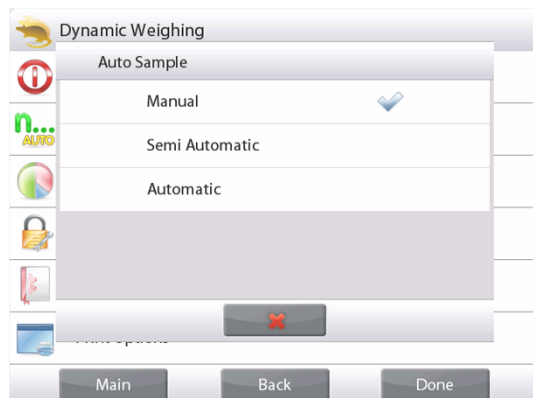 Dynamic Weighing
Auto Sample
Manual
n...
AUTO
Semi Automatic
Automatic
Main
Back
Done